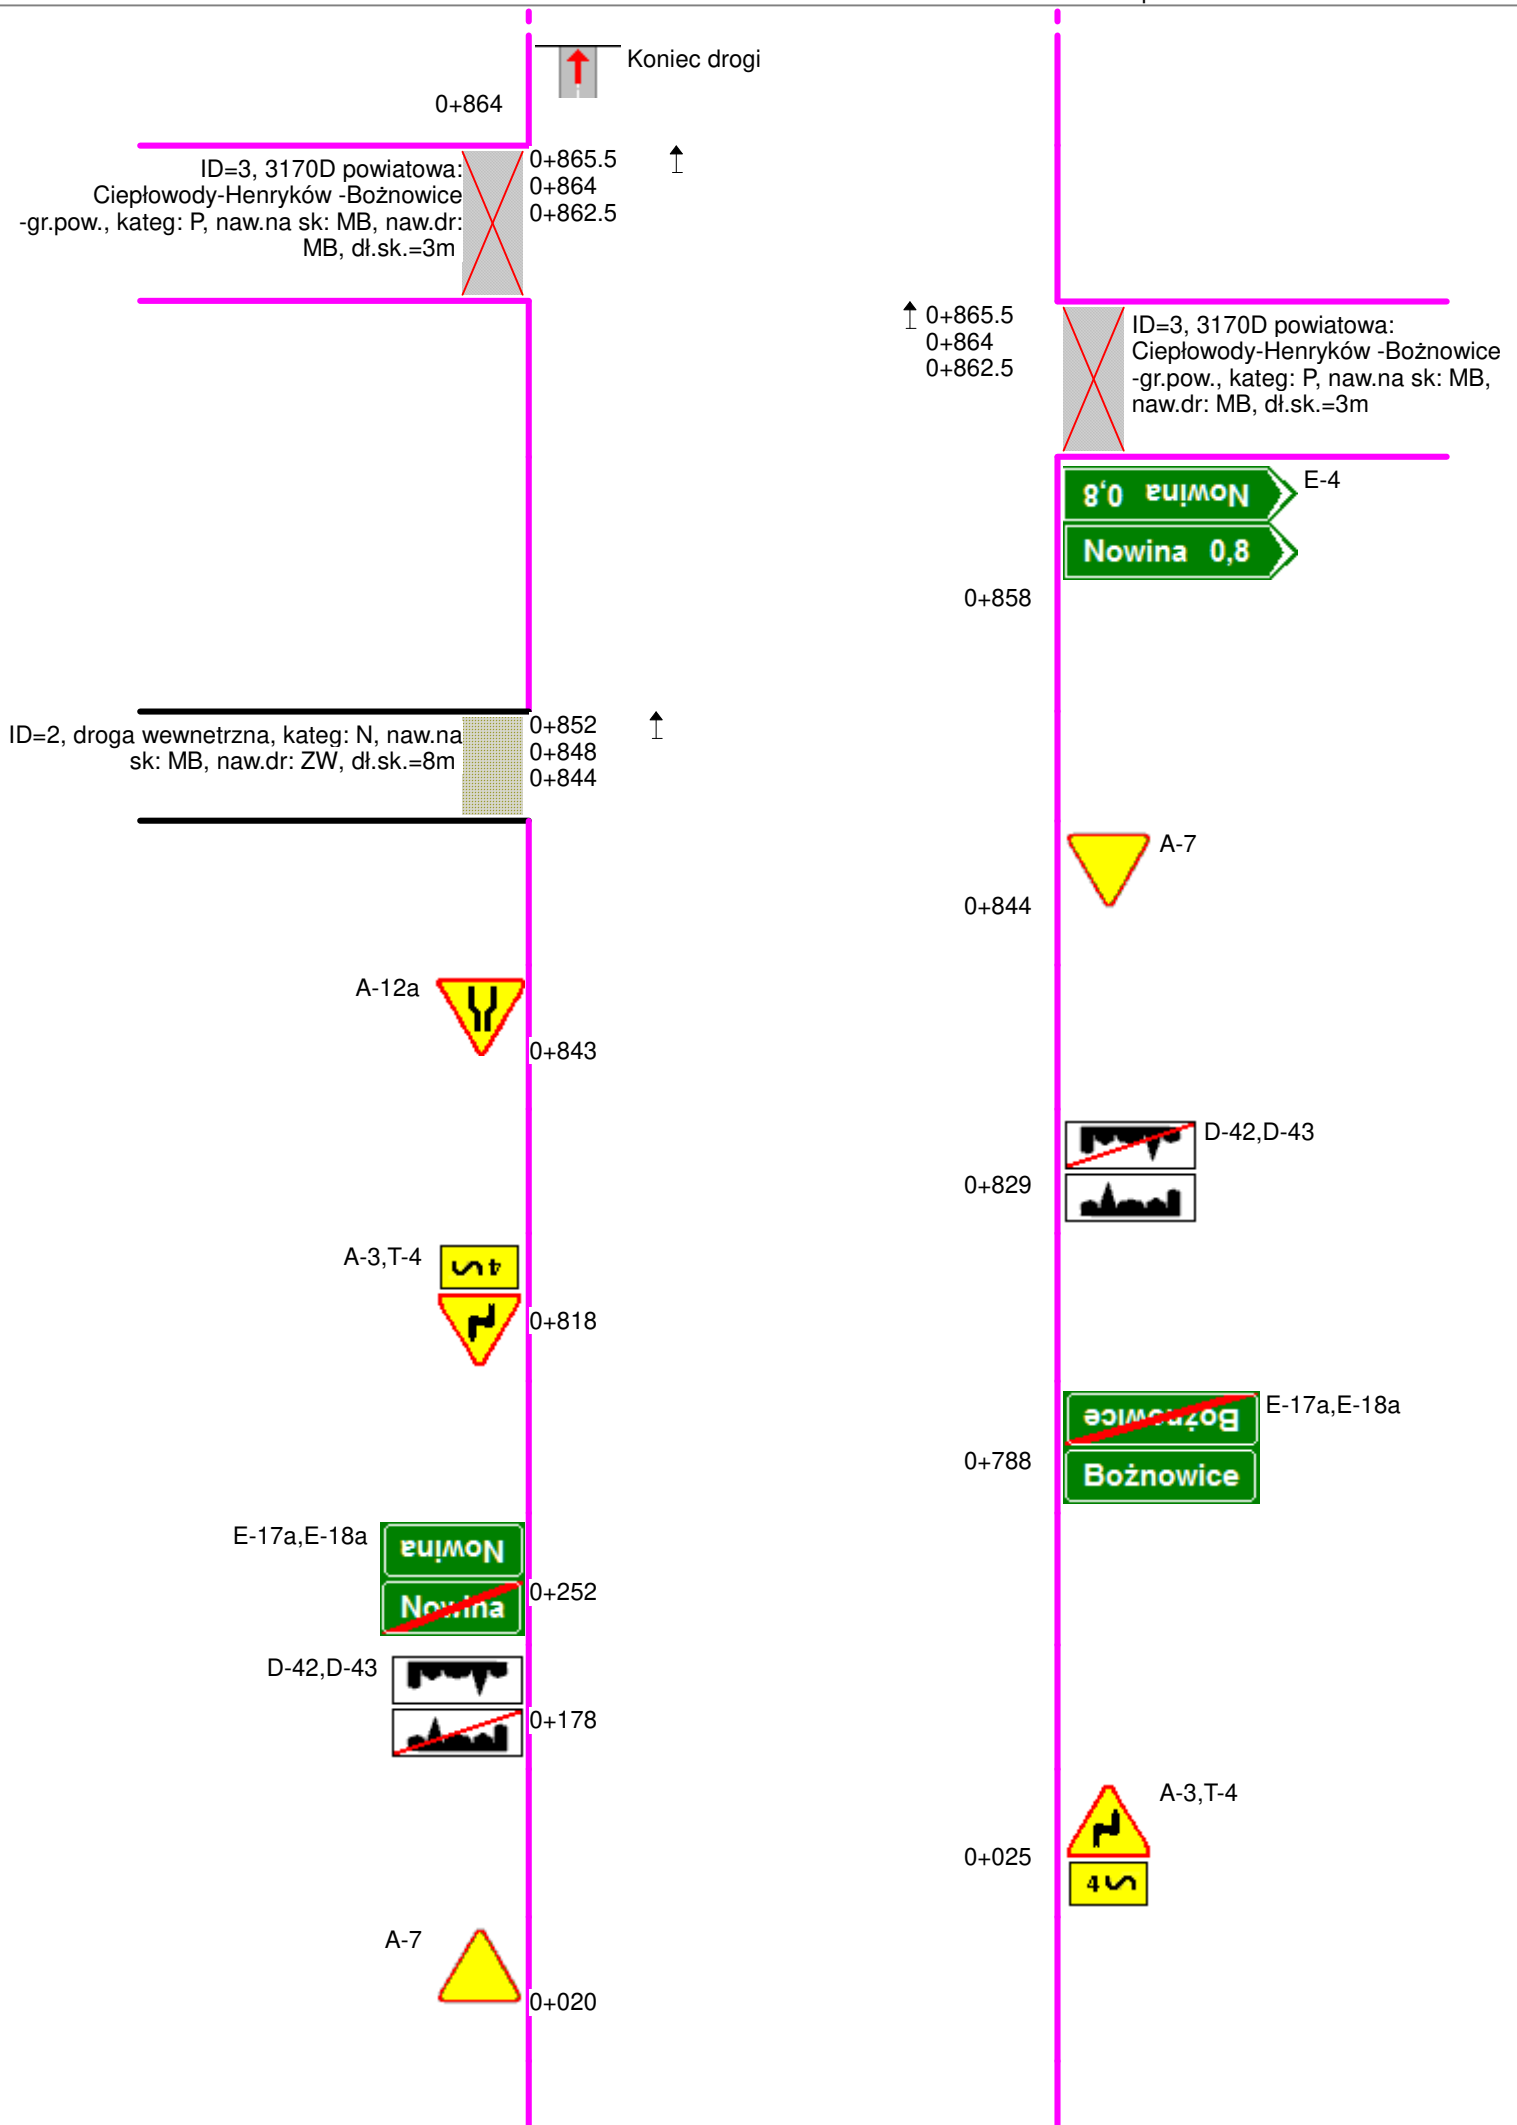 Koniec drogi
0+864
0+865.5
0+864
0+862.5
ID=3, 3170D powiatowa:
Ciepłowody-Henryków -Bożnowice
-gr.pow., kateg: P, naw.na sk: MB, naw.dr:
MB, dł.sk.=3m
0+865.5
0+864
0+862.5
ID=3, 3170D powiatowa:
Ciepłowody-Henryków -Bożnowice
-gr.pow., kateg: P, naw.na sk: MB,
naw.dr: MB, dł.sk.=3m
Nowina 0,8
E-4
Nowina 0,8
0+858
0+852
0+848
0+844
ID=2, droga wewnetrzna, kateg: N, naw.na
sk: MB, naw.dr: ZW, dł.sk.=8m
A-7
0+844
A-12a
0+843
D-42,D-43
0+829
A-3,T-4
4
0+818
Bożnowice
E-17a,E-18a
0+788
Bożnowice
E-17a,E-18a
Nowina
0+252
Nowina
D-42,D-43
0+178
A-3,T-4
0+025
4
A-7
0+020